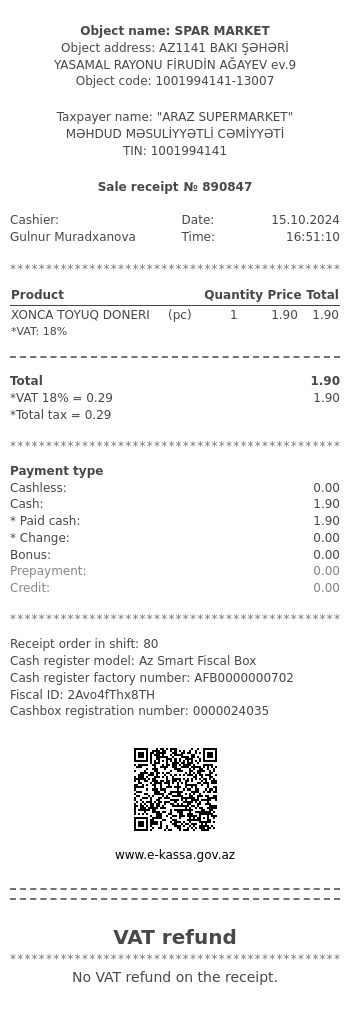 Object name: SPAR MARKET
Object address: AZ1141 BAKI ŞƏHƏRİ
YASAMAL RAYONU FİRUDİN AĞAYEV ev.9
Object code: 1001994141-13007
Taxpayer name: "ARAZ SUPERMARKET"
MƏHDUD MƏSULİYYƏTLİ CƏMİYYƏTİ
TIN: 1001994141
Sale receipt № 890847
Cashier: Date: 15.10.2024
Gulnur Muradxanova Time: 16:51:10
********************************************
Product Quantity Price Total
XONCA TOYUQ DONERI (pc) 1 1.90 1.90
*VAT: 18%
Total 1.90
*VAT 18% = 0.29 1.90
*Total tax = 0.29
********************************************
Payment type
Cashless: 0.00
Cash: 1.90
* Paid cash: 1.90
* Change: 0.00
Bonus: 0.00
Prepayment: 0.00
Credit: 0.00
********************************************
Receipt order in shift: 80
Cash register model: Az Smart Fiscal Box
Cash register factory number: AFB0000000702
Fiscal ID: 2Avo4fThx8TH
Cashbox registration number: 0000024035
www.e-kassa.gov.az
VAT refund
********************************************
No VAT refund on the receipt.